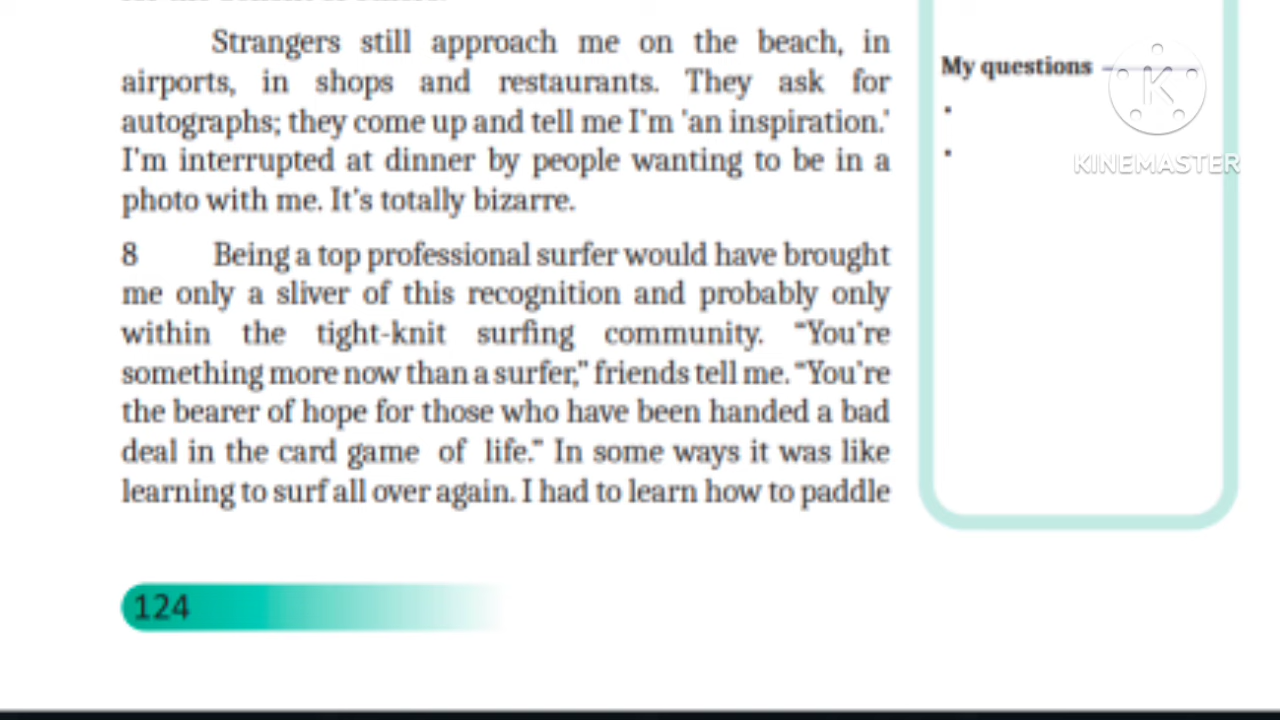 Strangers still approach me on the beach, in
airports, in shops and restaurants. They ask for
autographs; they come up and tell me I'm 'an inspiration.'
I'm interrupted at dinner by people wanting to be in a
photo with me. It's totally bizarre.
8 Being a top professional surfer would have brought
me only a sliver of this recognition and probably only
within the tight-knit surfing community. "You're
something more now than a surfer," friends tell me. "You're
the bearer of hope for those who have been handed a bad
deal in the card game of life." In some ways it was like
learning to surf all over again. I had to learn how to paddle
124
My questions
•
•
K
KINEMASTER